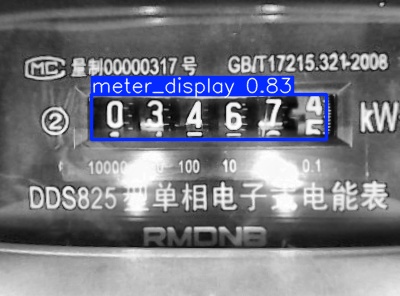 MC 量制00000317号 GB/T17215.321-2008
meter_display 0.83
② 0 3 4 6 7 4 kW
5
10000 100 10 0.1
DDS825 型单相电子式电能表
RMDNB